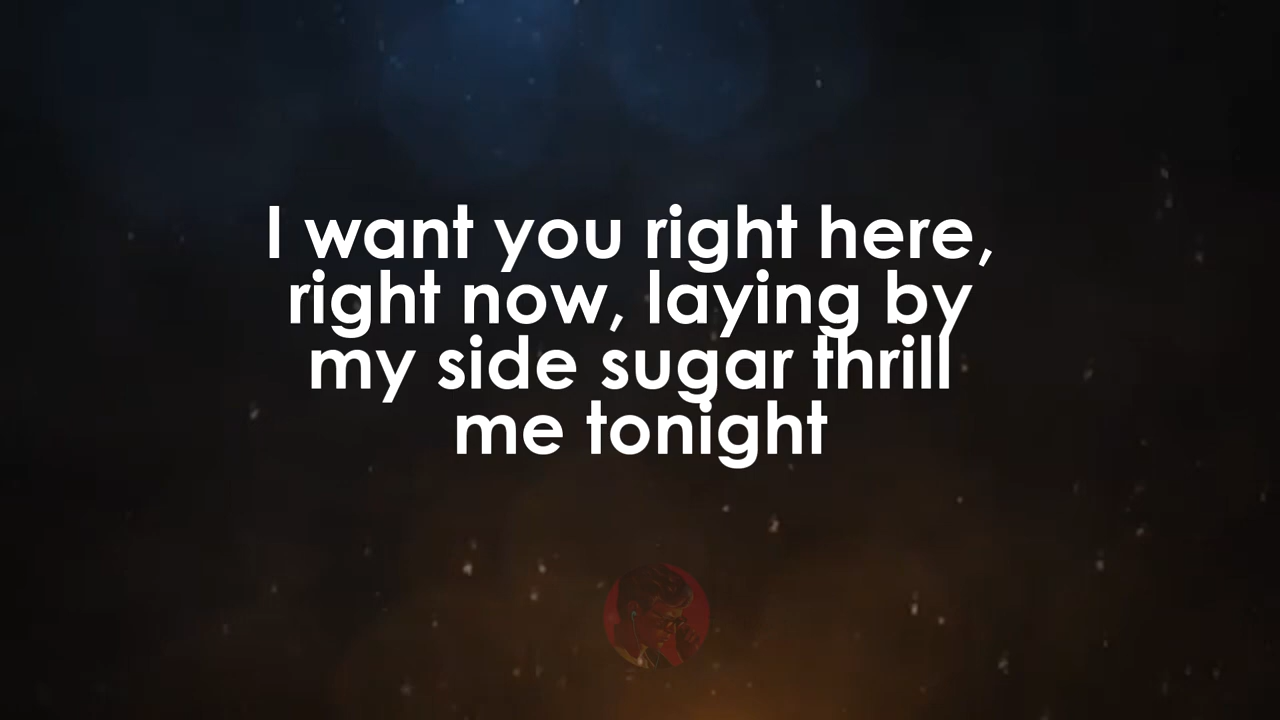 I want you right here,
right now, laying by
my side sugar thrill
me tonight